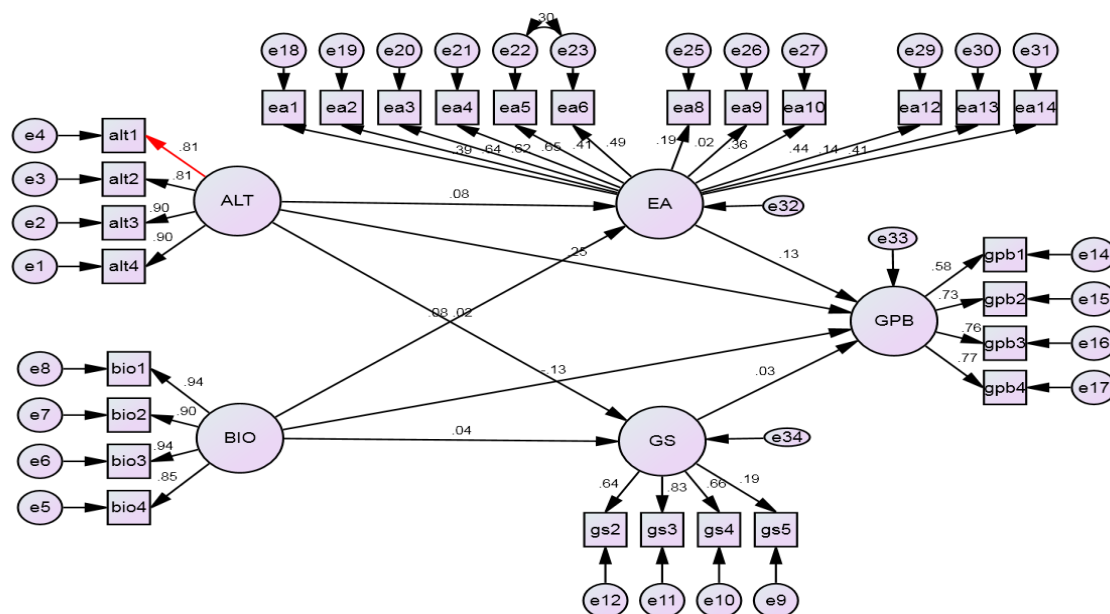 .30
e18 e19 e20 e21 e22 e23 e25 e26 e27 e29 e30 e31
ea1 ea2 ea3 ea4 ea5 ea6 ea8 ea9 ea10 ea12 ea13 ea14
.39 .64 .62 .65 .41 .49 .19 .02 .36 .44 .14 .41
e4 alt1 .81
e3 alt2 .81
e2 alt3 .90
e1 alt4 .90
ALT .08 EA e32
.25 .13
e33
gpb1 e14 .58
gpb2 e15 .73
GPB
gpb3 e16 .76
gpb4 e17 .77
.08 .02
-.13 .03
e8 bio1 .94
e7 bio2 .90
e6 bio3 .94
e5 bio4 .85
BIO .04 GS e34
.64 .83 .66 .19
gs2 gs3 gs4 gs5
e12 e11 e10 e9